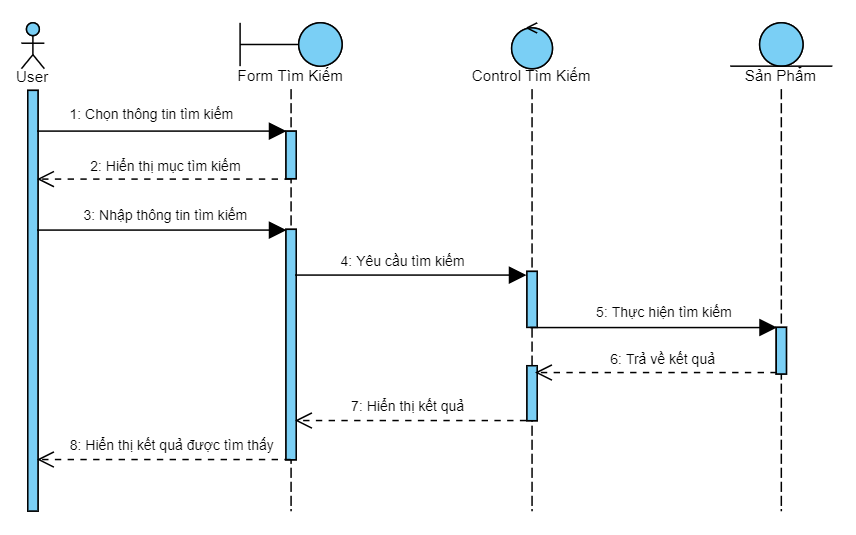 User
Form Tìm Kiếm
Control Tìm Kiếm
Sản Phẩm
1: Chọn thông tin tìm kiếm
2: Hiển thị mục tìm kiếm
3: Nhập thông tin tìm kiếm
4: Yêu cầu tìm kiếm
5: Thực hiện tìm kiếm
6: Trả về kết quả
7: Hiển thị kết quả
8: Hiển thị kết quả được tìm thấy